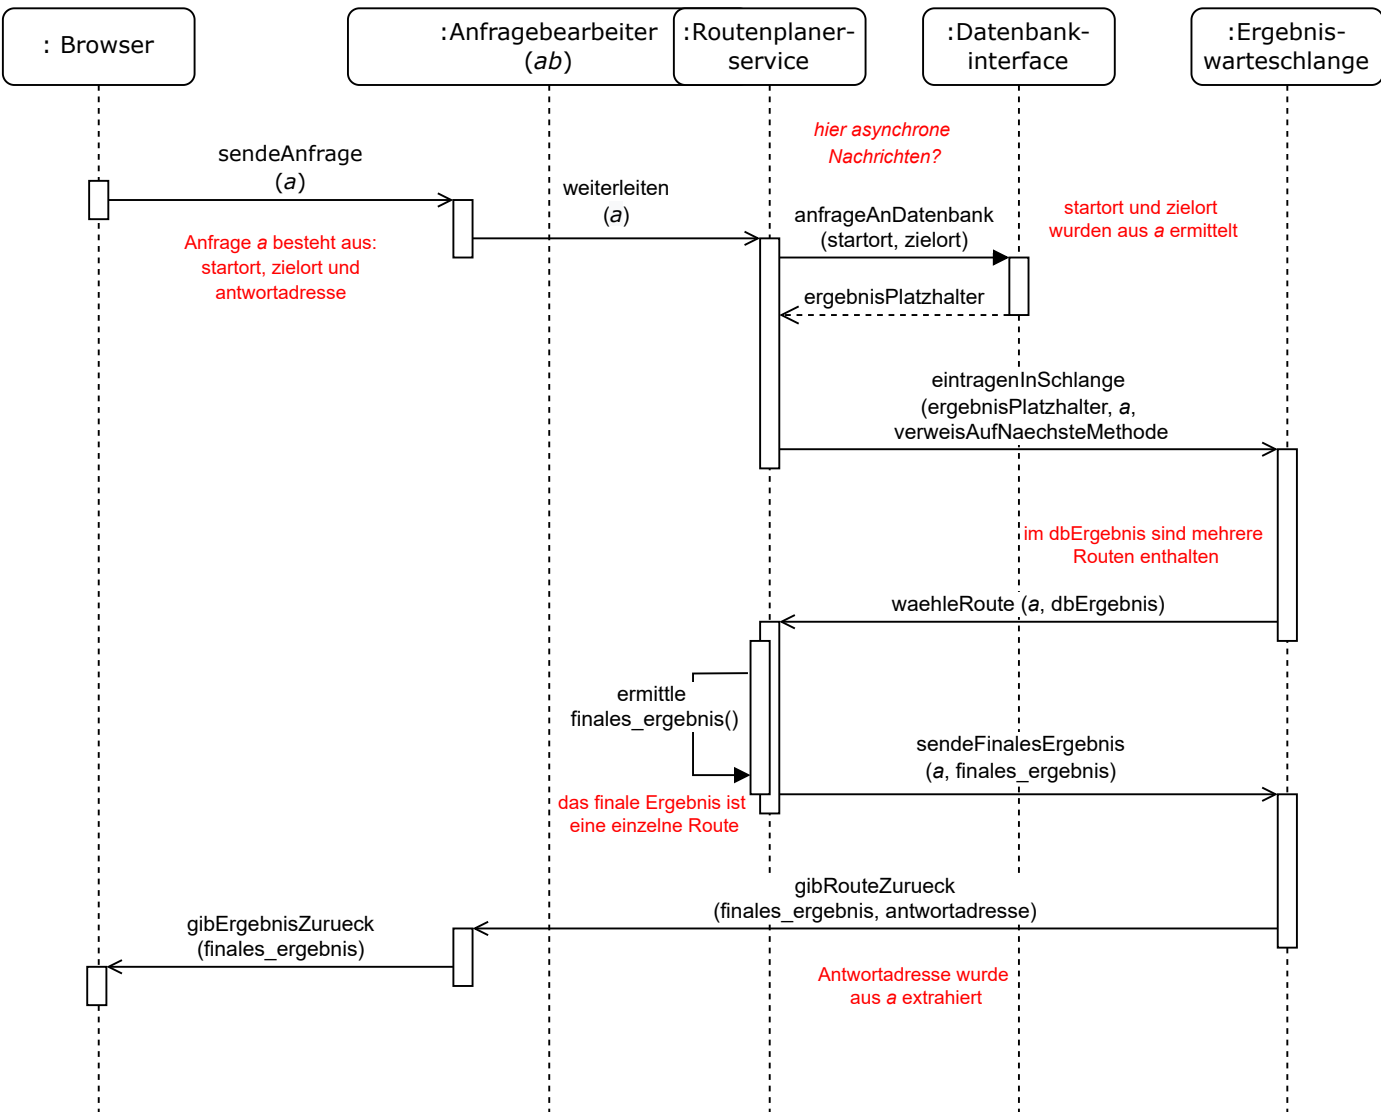 : Browser
:Anfragebearbeiter
(ab)
:Routenplaner-
service
:Datenbank-
interface
:Ergebnis-
warteschlange
hier asynchrone
Nachrichten?
sendeAnfrage
(a)
weiterleiten
(a)
anfrageAnDatenbank
(startort, zielort)
startort und zielort
wurden aus a ermittelt
Anfrage a besteht aus:
startort, zielort und
antwortadresse
ergebnisPlatzhalter
eintragenInSchlange
(ergebnisPlatzhalter, a,
verweisAufNaechsteMethode
im dbErgebnis sind mehrere
Routen enthalten
waehleRoute (a, dbErgebnis)
ermittle
finales_ergebnis()
sendeFinalesErgebnis
(a, finales_ergebnis)
das finale Ergebnis ist
eine einzelne Route
gibRouteZurueck
(finales_ergebnis, antwortadresse)
gibErgebnisZurueck
(finales_ergebnis)
Antwortadresse wurde
aus a extrahiert